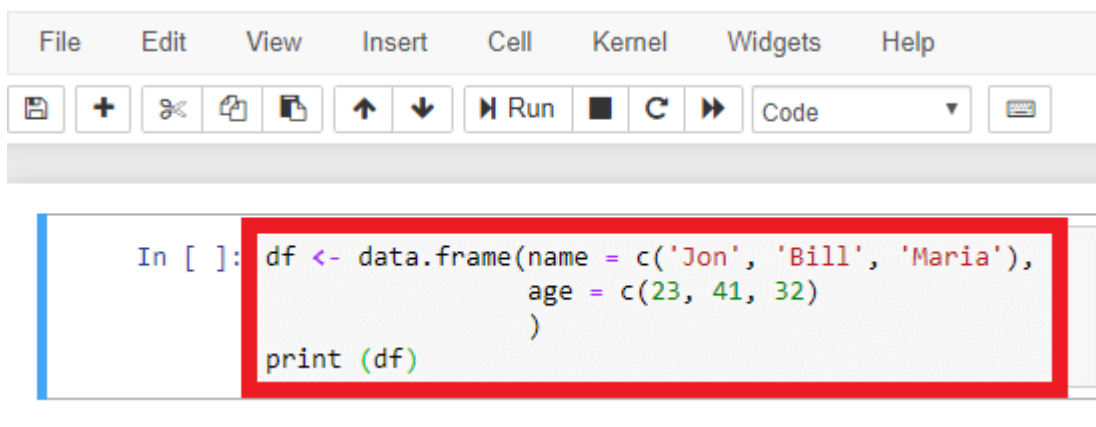 File Edit View Insert Cell Kernel Widgets Help
Run Code
In [ ]: df <- data.frame(name = c('Jon', 'Bill', 'Maria'),
age = c(23, 41, 32)
)
print (df)